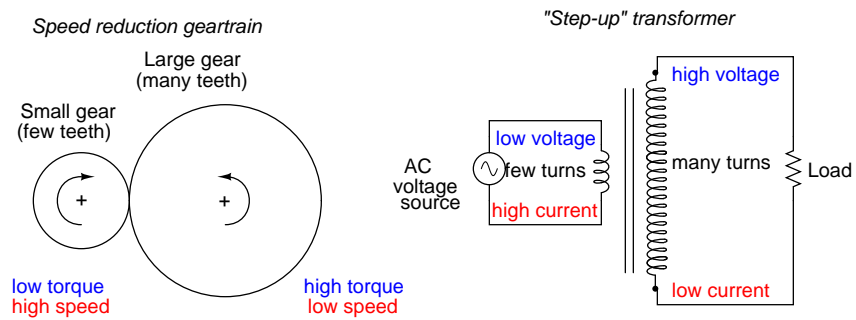 Speed reduction geartrain
Large gear
(many teeth)
Small gear
(few teeth)
+
+
low torque
high speed
high torque
low speed
"Step-up" transformer
high voltage
low voltage
AC
voltage
source
few turns
many turns
Load
high current
low current